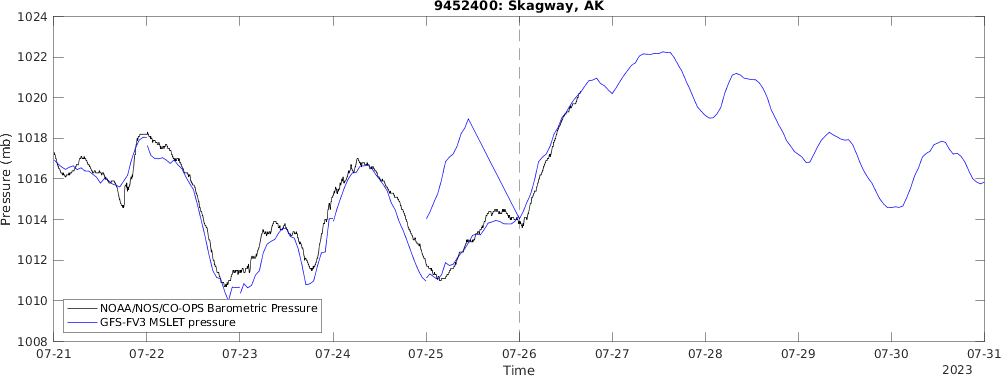 9452400: Skagway, AK
1024
1022
1020
1018
1016
1014
1012
1010
1008
Pressure (mb)
NOAA/NOS/CO-OPS Barometric Pressure
GFS-FV3 MSLET pressure
07-21 07-22 07-23 07-24 07-25 07-26 07-27 07-28 07-29 07-30 07-31
Time
2023